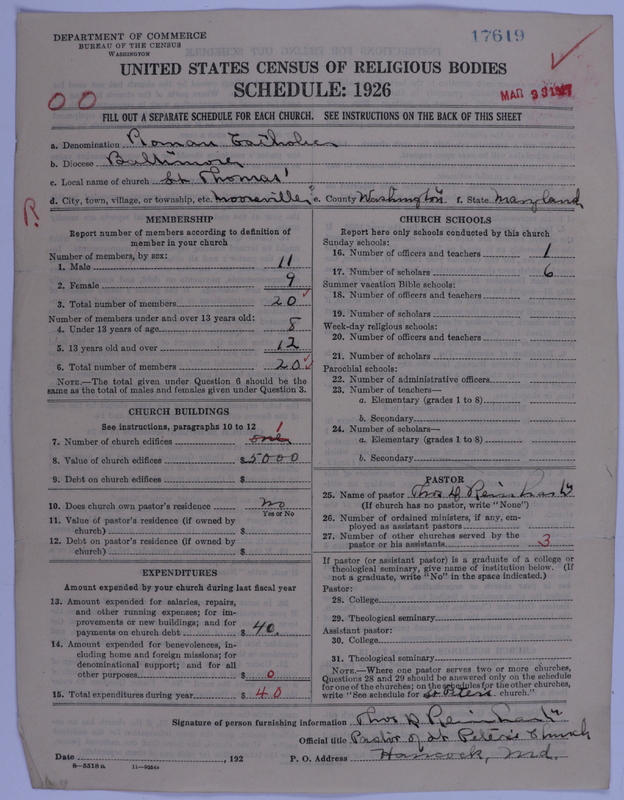 DEPARTMENT OF COMMERCE
BUREAU OF THE CENSUS
WASHINGTON
17619
UNITED STATES CENSUS OF RELIGIOUS BODIES
SCHEDULE: 1926
MAR 1927
00
FILL OUT A SEPARATE SCHEDULE FOR EACH CHURCH. SEE INSTRUCTIONS ON THE BACK OF THIS SHEET
a. Denomination Roman Catholic
b. Diocese Baltimore
c. Local name of church St Thomas'
d. City, town, village, or township, etc. e. County Washington f. State Maryland
R.
MEMBERSHIP
Report number of members according to definition of
member in your church
Number of members, by sex:
1. Male 11
2. Female 9
3. Total number of members 20
Number of members under and over 13 years old:
4. Under 13 years of age 8
5. 13 years old and over 12
6. Total number of members 20
NOTE.—The total given under Question 6 should be the
same as the total of males and females given under Question 3.
CHURCH BUILDINGS
See instructions, paragraphs 10 to 12
7. Number of church edifices one 1
8. Value of church edifices $5000
9. Debt on church edifices $
10. Does church own pastor's residence no
Yes or No
11. Value of pastor's residence (if owned by
church) $
12. Debt on pastor's residence (if owned by
church) $
EXPENDITURES
Amount expended by your church during last fiscal year
13. Amount expended for salaries, repairs,
and other running expenses; for im-
provements or new buildings; and for
payments on church debt $ 40.
14. Amount expended for benevolences, in-
cluding home and foreign missions; for
denominational support; and for all
other purposes $ 0
15. Total expenditures during year $ 40
CHURCH SCHOOLS
Report here only schools conducted by this church
Sunday schools:
16. Number of officers and teachers 1
17. Number of scholars 6
Summer vacation Bible schools:
18. Number of officers and teachers
19. Number of scholars
Week-day religious schools:
20. Number of officers and teachers
21. Number of scholars
Parochial schools:
22. Number of administrative officers
23. Number of teachers—
a. Elementary (grades 1 to 8)
b. Secondary
24. Number of scholars—
a. Elementary (grades 1 to 8)
b. Secondary
PASTOR
25. Name of pastor Thos D Reinhart
(If church has no pastor, write "None")
26. Number of ordained ministers, if any, em-
ployed as assistant pastors
27. Number of other churches served by the
pastor or his assistants 3
If pastor (or assistant pastor) is a graduate of a college or
theological seminary, give name of institution below. (If
not a graduate, write "No" in the space indicated.)
Pastor:
28. College
29. Theological seminary
Assistant pastor:
30. College
31. Theological seminary
NOTE.—Where one pastor serves two or more churches,
Questions 28 and 29 should be answered only on the schedule
for one of the churches; on the schedules for the other churches,
write "See schedule for St Peters church."
Signature of person furnishing information Thos D Reinhart
Official title Pastor of St Peter's Church
Date , 192 P. O. Address Hancock, Md.
8—5518a 11—9254a